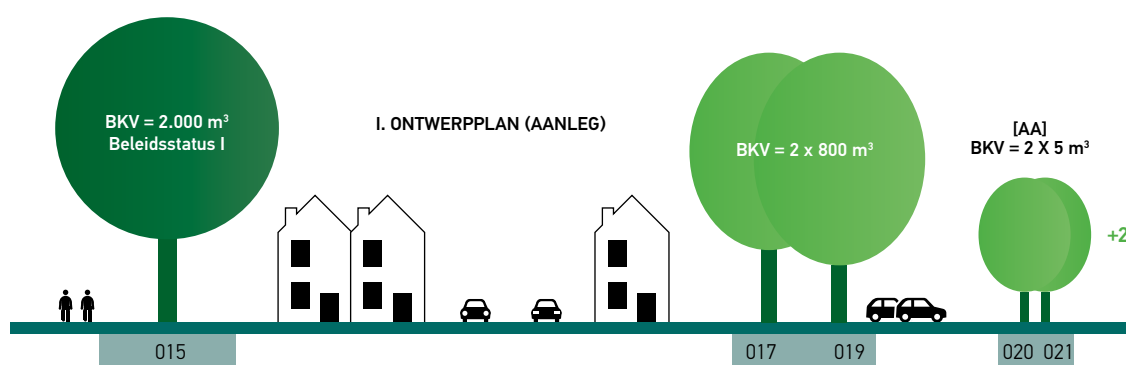 BKV = 2.000 m³
Beleidsstatus I
I. ONTWERPPLAN (AANLEG)
BKV = 2 x 800 m³
[AA]
BKV = 2 X 5 m³
+2
015
017
019
020
021